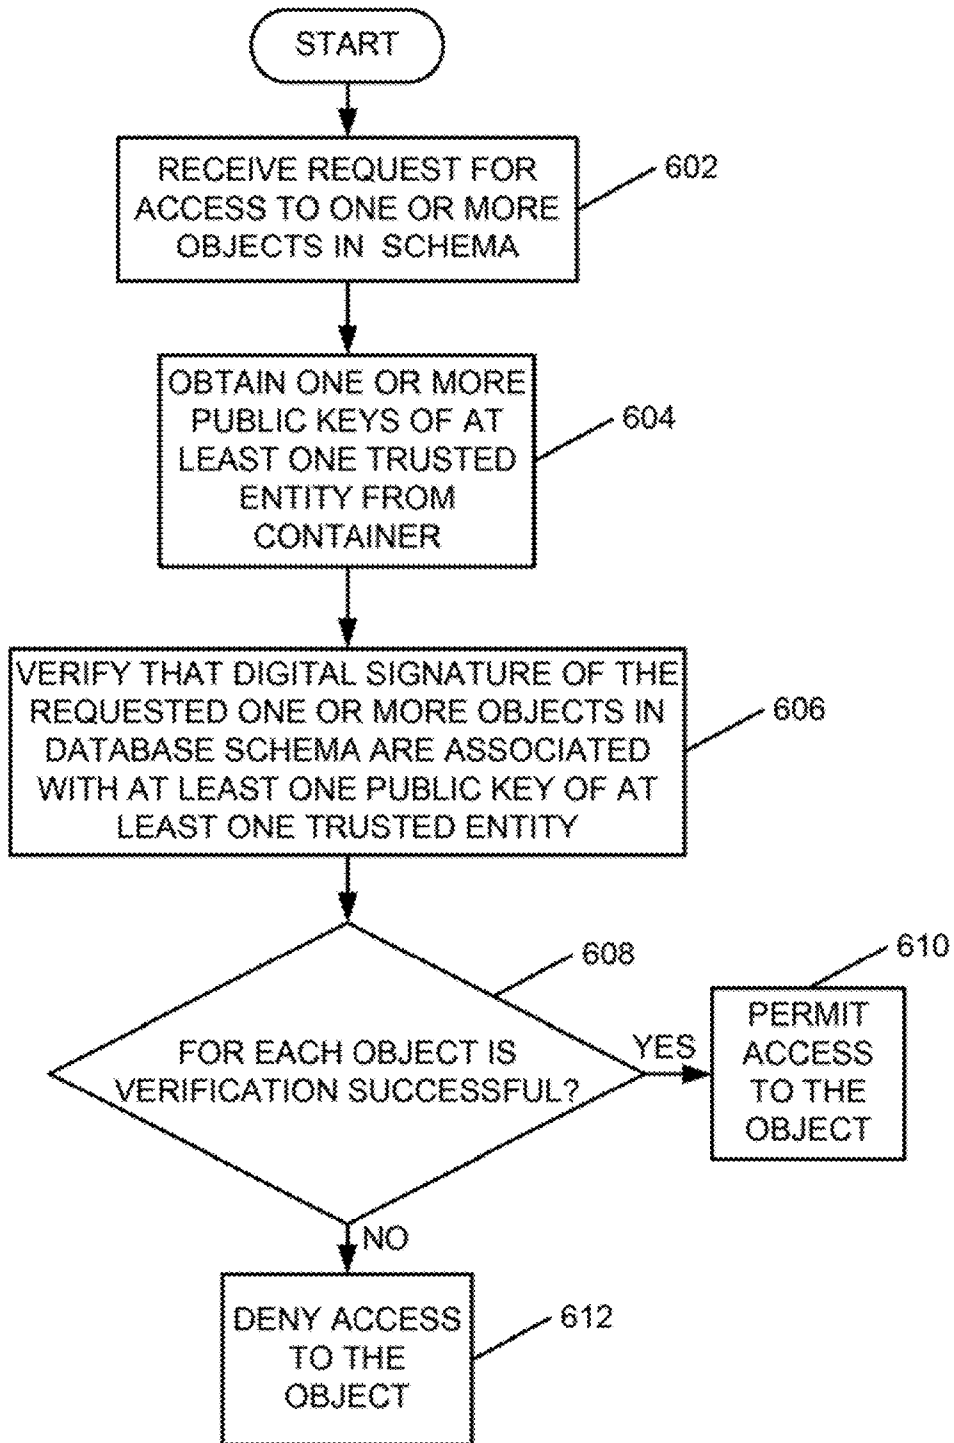 START
RECEIVE REQUEST FOR
ACCESS TO ONE OR MORE
OBJECTS IN SCHEMA
602
OBTAIN ONE OR MORE
PUBLIC KEYS OF AT
LEAST ONE TRUSTED
ENTITY FROM
CONTAINER
604
VERIFY THAT DIGITAL SIGNATURE OF THE
REQUESTED ONE OR MORE OBJECTS IN
DATABASE SCHEMA ARE ASSOCIATED
WITH AT LEAST ONE PUBLIC KEY OF AT
LEAST ONE TRUSTED ENTITY
606
FOR EACH OBJECT IS
VERIFICATION SUCCESSFUL?
608
YES
610
PERMIT
ACCESS
TO THE
OBJECT
NO
DENY ACCESS
TO THE
OBJECT
612